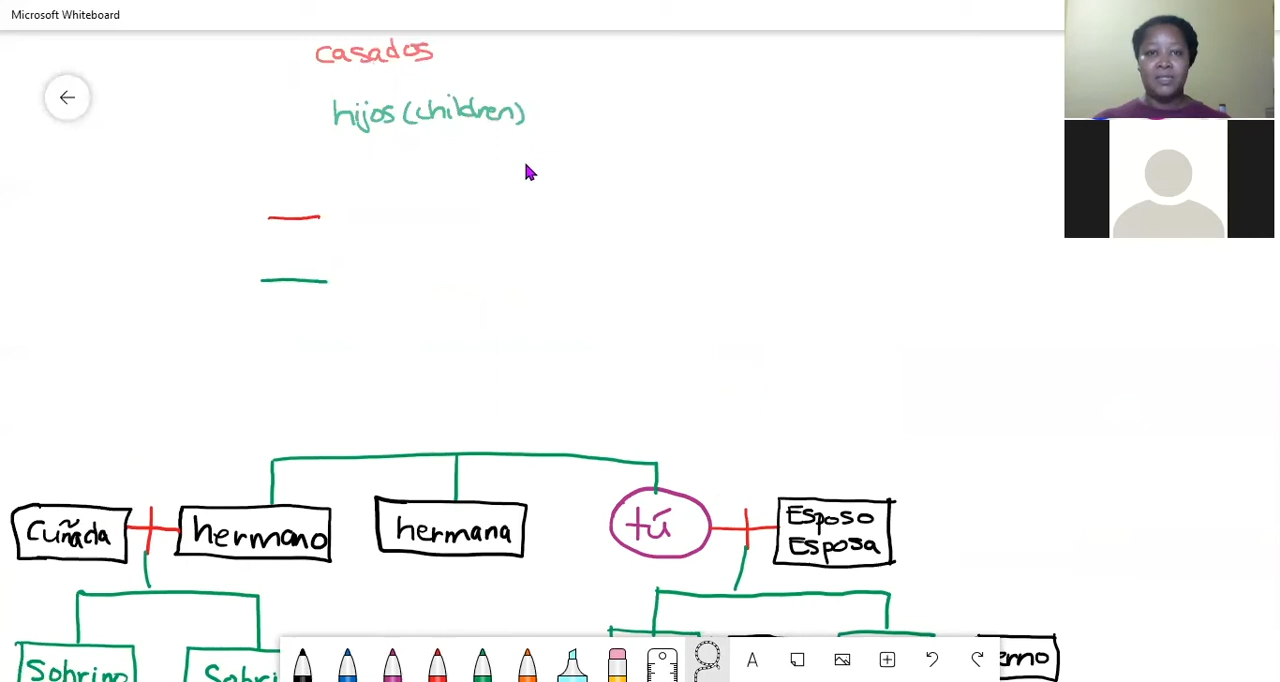 Microsoft Whiteboard
casados
hijos (children)
Cuñada
hermano
hermana
tú
Esposo
Esposa
Sobrino
A